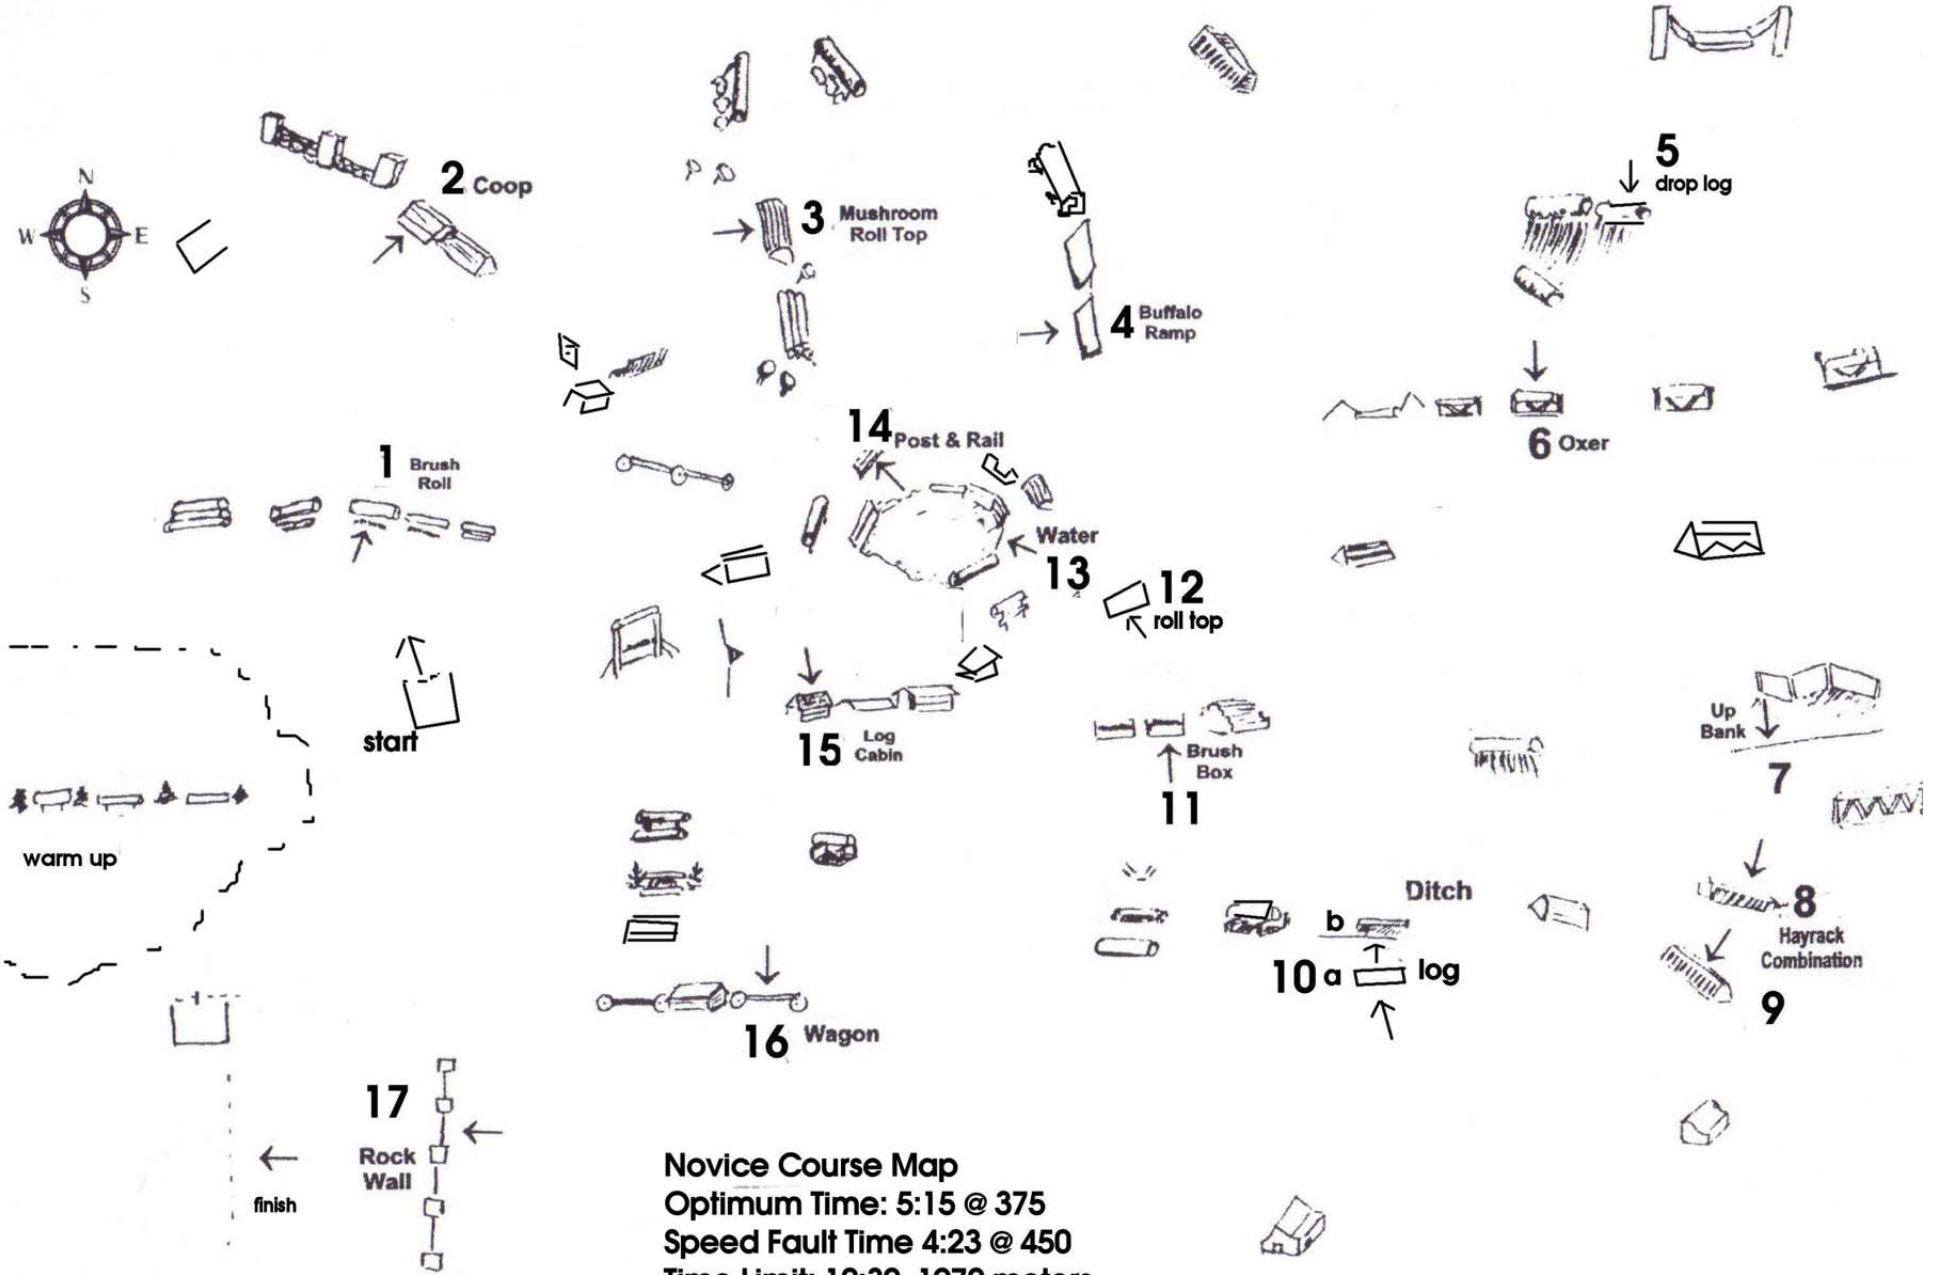 N
W E
S
2 Coop
3 Mushroom
Roll Top
5
drop log
4 Buffalo
Ramp
6 Oxer
1 Brush
Roll
14 Post & Rail
Water
13
12
roll top
start
15 Log
Cabin
Up
Bank
7
Brush
Box
11
warm up
Ditch
b
10 a log
8
Hayrack
Combination
9
16 Wagon
17
Rock
Wall
finish
Novice Course Map
Optimum Time: 5:15 @ 375
Speed Fault Time 4:23 @ 450